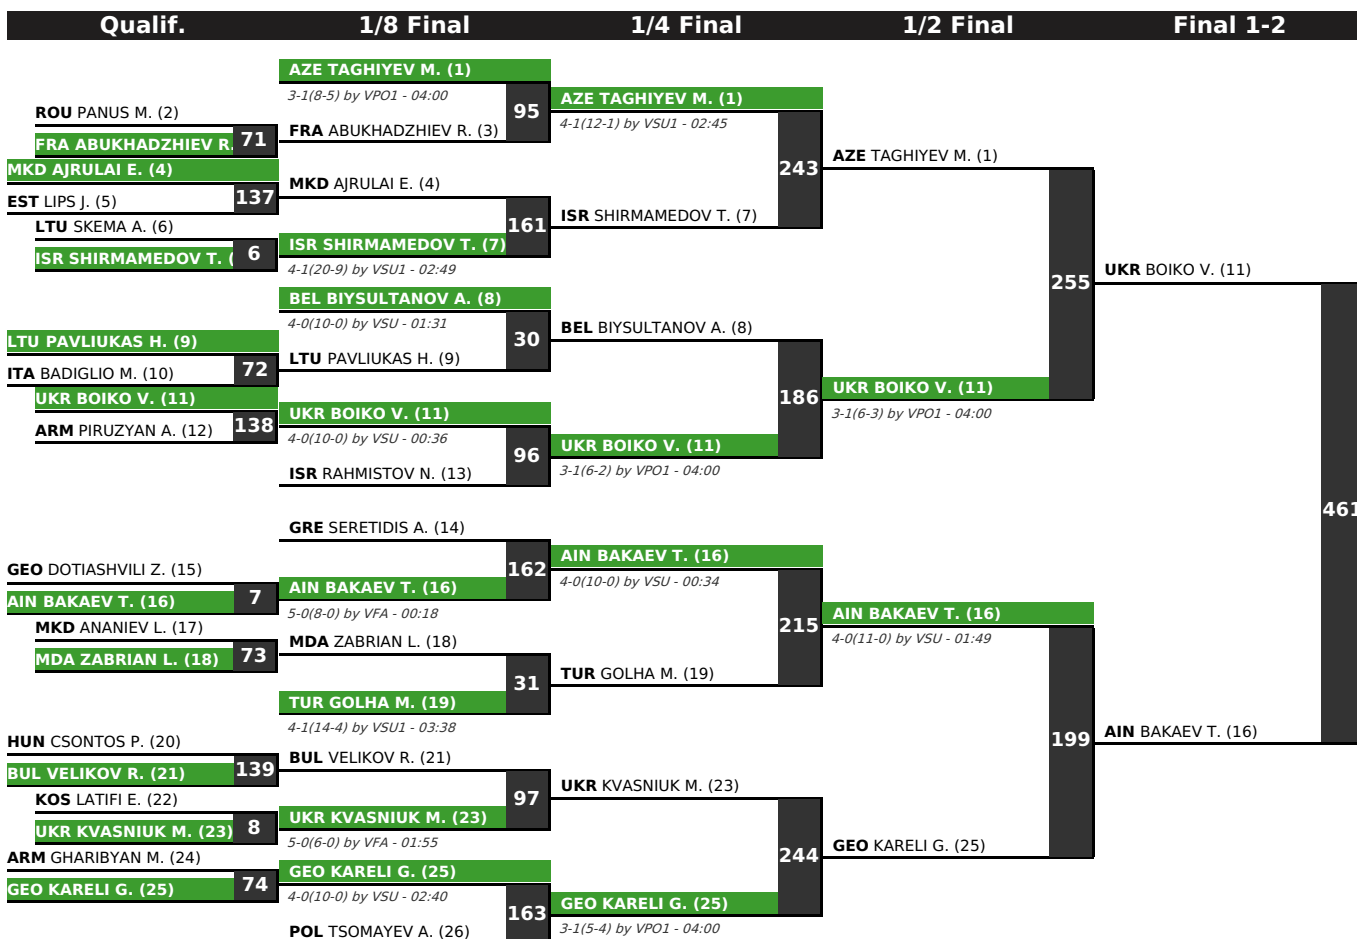 Qualif.
1/8 Final
1/4 Final
1/2 Final
Final 1-2
ROU PANUS M. (2)
71
FRA ABUKHADZHIEV R.
MKD AJRULAI E. (4)
137
EST LIPS J. (5)
LTU SKEMA A. (6)
6
ISR SHIRMAMEDOV T. (
LTU PAVLIUKAS H. (9)
72
ITA BADIGLIO M. (10)
UKR BOIKO V. (11)
138
ARM PIRUZYAN A. (12)
GEO DOTIASHVILI Z. (15)
7
AIN BAKAEV T. (16)
MKD ANANIEV L. (17)
73
MDA ZABRIAN L. (18)
HUN CSONTOS P. (20)
139
BUL VELIKOV R. (21)
KOS LATIFI E. (22)
8
UKR KVASNIUK M. (23)
ARM GHARIBYAN M. (24)
74
GEO KARELI G. (25)
AZE TAGHIYEV M. (1)
3-1(8-5) by VPO1 - 04:00
95
FRA ABUKHADZHIEV R. (3)
MKD AJRULAI E. (4)
161
ISR SHIRMAMEDOV T. (7)
4-1(20-9) by VSU1 - 02:49
BEL BIYSULTANOV A. (8)
4-0(10-0) by VSU - 01:31
30
LTU PAVLIUKAS H. (9)
UKR BOIKO V. (11)
4-0(10-0) by VSU - 00:36
96
ISR RAHMISTOV N. (13)
GRE SERETIDIS A. (14)
162
AIN BAKAEV T. (16)
5-0(8-0) by VFA - 00:18
MDA ZABRIAN L. (18)
31
TUR GOLHA M. (19)
4-1(14-4) by VSU1 - 03:38
BUL VELIKOV R. (21)
97
UKR KVASNIUK M. (23)
5-0(6-0) by VFA - 01:55
GEO KARELI G. (25)
4-0(10-0) by VSU - 02:40
163
POL TSOMAYEV A. (26)
AZE TAGHIYEV M. (1)
4-1(12-1) by VSU1 - 02:45
243
ISR SHIRMAMEDOV T. (7)
BEL BIYSULTANOV A. (8)
186
UKR BOIKO V. (11)
3-1(6-2) by VPO1 - 04:00
AIN BAKAEV T. (16)
4-0(10-0) by VSU - 00:34
215
TUR GOLHA M. (19)
UKR KVASNIUK M. (23)
244
GEO KARELI G. (25)
3-1(5-4) by VPO1 - 04:00
AZE TAGHIYEV M. (1)
255
UKR BOIKO V. (11)
3-1(6-3) by VPO1 - 04:00
AIN BAKAEV T. (16)
4-0(11-0) by VSU - 01:49
199
GEO KARELI G. (25)
UKR BOIKO V. (11)
461
AIN BAKAEV T. (16)